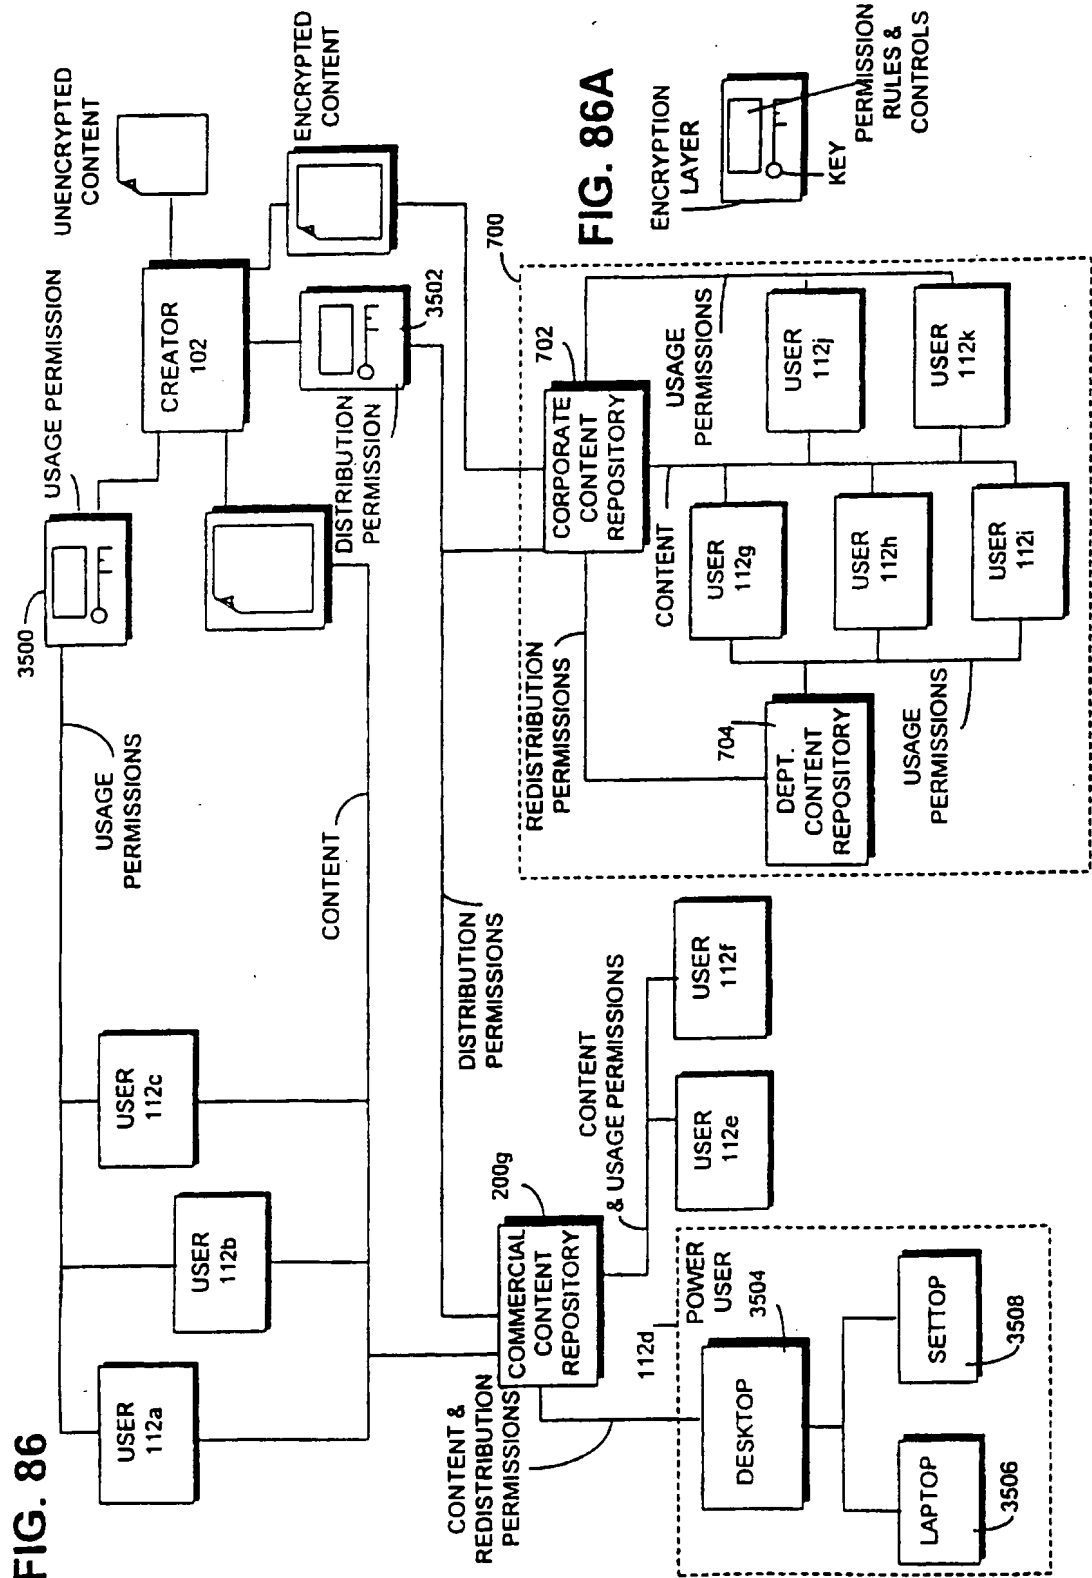 FIG. 86
USER
112a
USER
112b
USER
112c
USAGE
PERMISSIONS
3500
USAGE PERMISSION
CREATOR
102
UNENCRYPTED
CONTENT
ENCRYPTED
CONTENT
DISTRIBUTION
PERMISSION
3502
CONTENT
DISTRIBUTION
PERMISSIONS
CONTENT &
REDISTRIBUTION
PERMISSIONS
COMMERCIAL
CONTENT
REPOSITORY
200g
CONTENT
& USAGE PERMISSIONS
USER
112e
USER
112f
112d
POWER
USER
3504
DESKTOP
LAPTOP
3506
SETTOP
3508
700
REDISTRIBUTION
PERMISSIONS
CORPORATE
CONTENT
REPOSITORY
702
USAGE
PERMISSIONS
CONTENT
704
DEPT.
CONTENT
REPOSITORY
USAGE
PERMISSIONS
USER
112g
USER
112h
USER
112i
USER
112j
USER
112k
FIG. 86A
ENCRYPTION
LAYER
KEY
PERMISSION
RULES &
CONTROLS